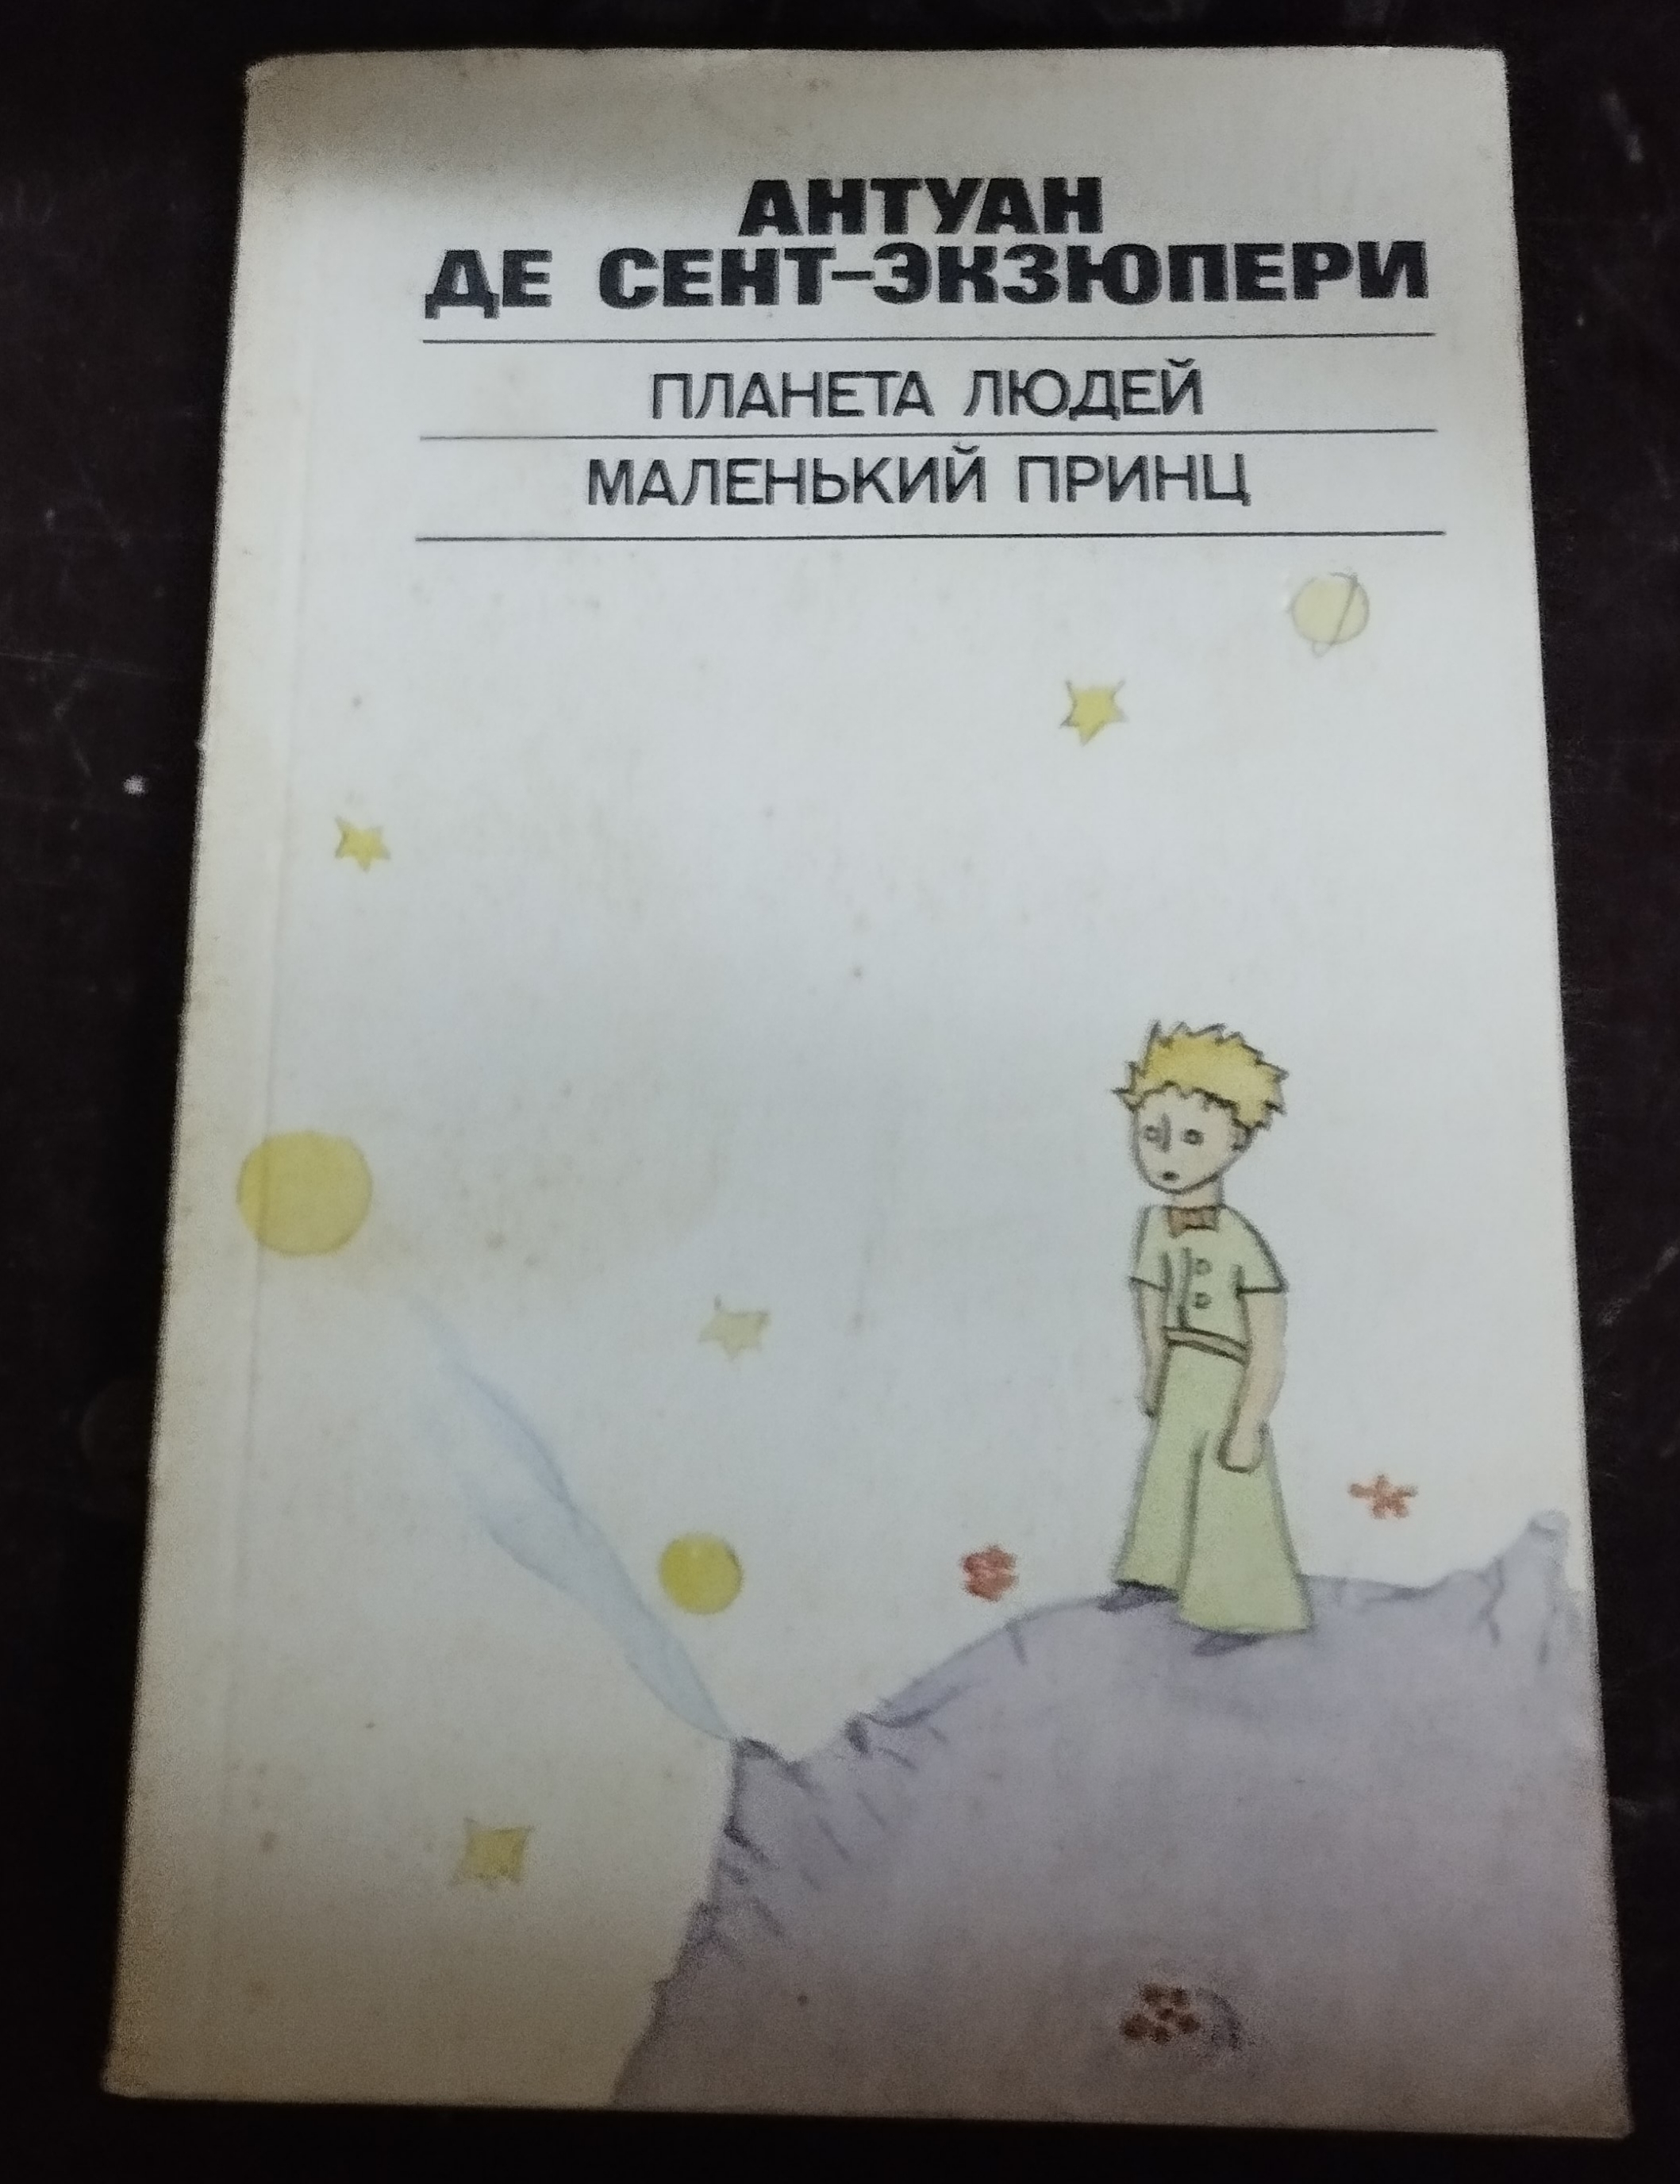 АНТУАН
ДЕ СЕНТ-ЭКЗЮПЕРИ
ПЛАНЕТА ЛЮДЕЙ
МАЛЕНЬКИЙ ПРИНЦ